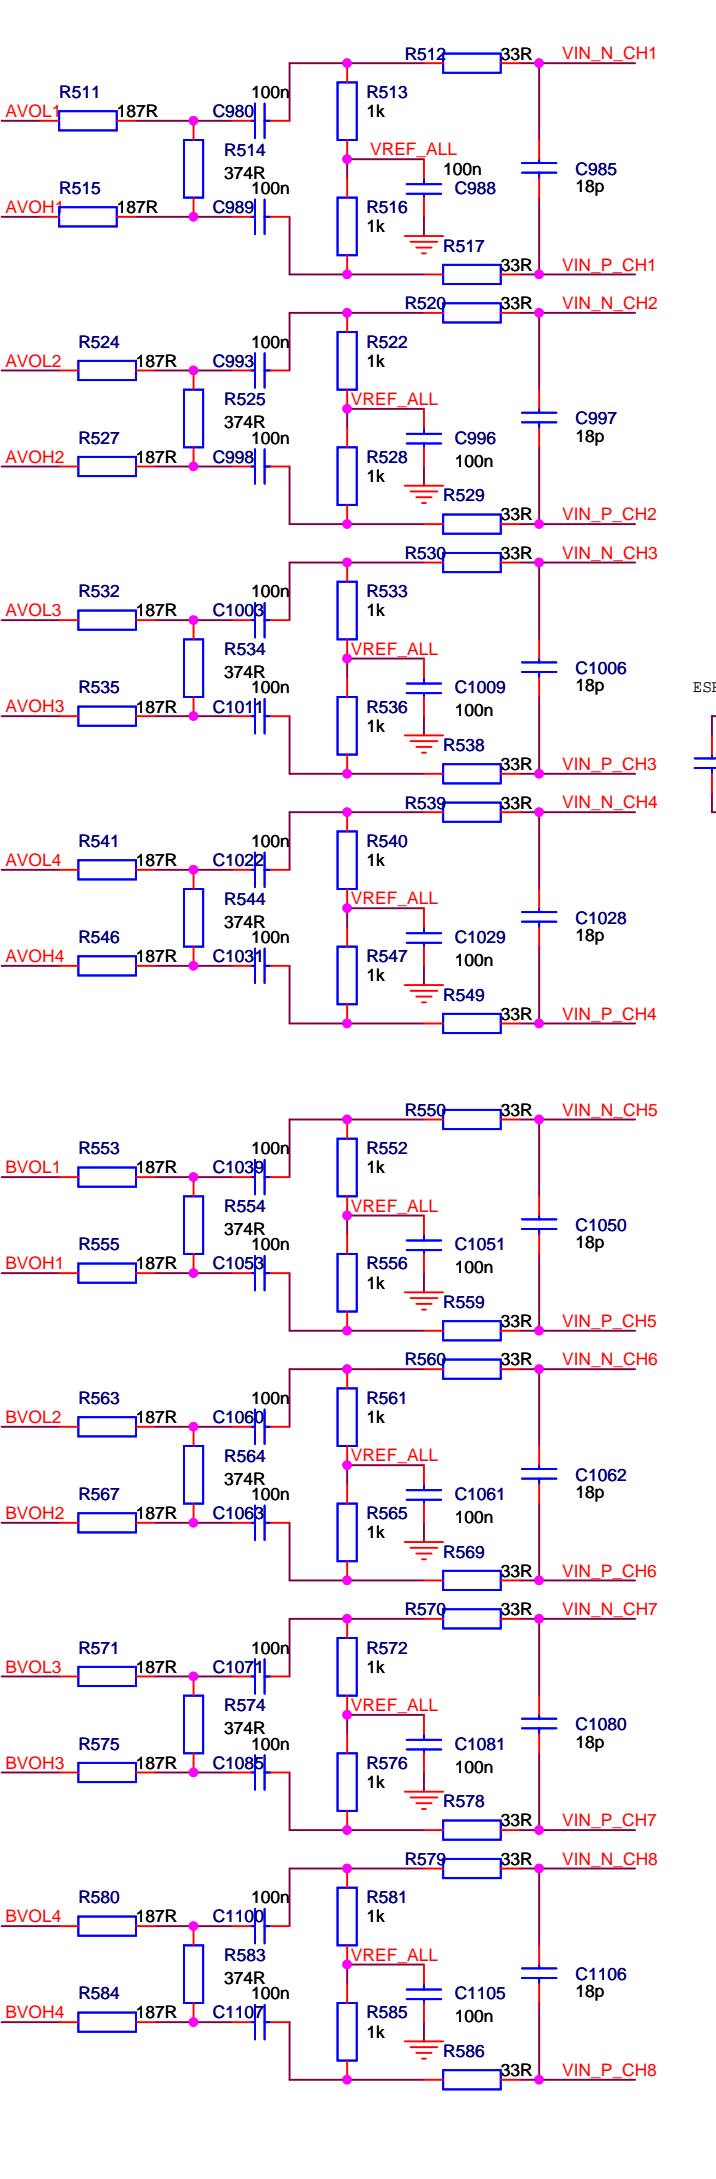 R512 33R VIN_N_CH1
R511 100n R513
AVOL1 187R C980 1k
R514 VREF_ALL
374R 100n C985
R515 100n C988 18p
AVOH1 187R C989 R516
1k
R517
33R VIN_P_CH1
R520 33R VIN_N_CH2
R524 100n R522
AVOL2 187R C993 1k
R525 VREF_ALL
374R C997
R527 100n C996 18p
AVOH2 187R C998 R528 100n
1k
R529
33R VIN_P_CH2
R530 33R VIN_N_CH3
R532 100n R533
AVOL3 187R C1003 1k
R534 VREF_ALL
374R C1006
R535 100n C1009 18p
ESR
AVOH3 187R C1011 R536 100n
1k
R538
33R VIN_P_CH3
R539 33R VIN_N_CH4
R541 100n R540
AVOL4 187R C1022 1k
R544 VREF_ALL
374R C1028
R546 100n C1029 18p
AVOH4 187R C1031 R547 100n
1k
R549
33R VIN_P_CH4
R550 33R VIN_N_CH5
R553 100n R552
BVOL1 187R C1039 1k
R554 VREF_ALL
374R C1050
R555 100n C1051 18p
BVOH1 187R C1053 R556 100n
1k
R559
33R VIN_P_CH5
R560 33R VIN_N_CH6
R563 100n R561
BVOL2 187R C1060 1k
R564 VREF_ALL
374R C1062
R567 100n C1061 18p
BVOH2 187R C1063 R565 100n
1k
R569
33R VIN_P_CH6
R570 33R VIN_N_CH7
R571 100n R572
BVOL3 187R C1071 1k
R574 VREF_ALL
374R C1080
R575 100n C1081 18p
BVOH3 187R C1085 R576 100n
1k
R578
33R VIN_P_CH7
R579 33R VIN_N_CH8
R580 100n R581
BVOL4 187R C1100 1k
R583 VREF_ALL
374R C1106
R584 100n C1105 18p
BVOH4 187R C1107 R585 100n
1k
R586
33R VIN_P_CH8